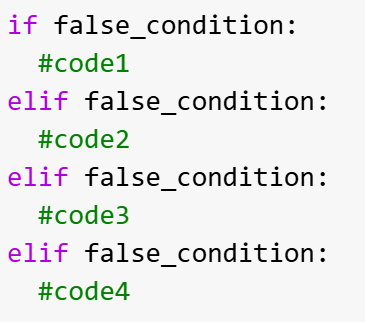 if false_condition:
  #code1
elif false_condition:
  #code2
elif false_condition:
  #code3
elif false_condition:
  #code4